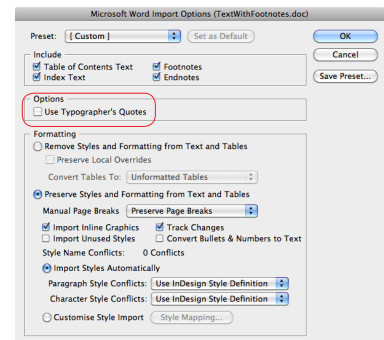 Microsoft Word Import Options (TextWithFootnotes.doc)
Preset: [Custom] Set as Default OK
Include Cancel
Table of Contents Text Footnotes
Index Text Endnotes Save Preset...
Options
Use Typographer's Quotes
Formatting
Remove Styles and Formatting from Text and Tables
Preserve Local Overrides
Convert Tables To: Unformatted Tables
Preserve Styles and Formatting from Text and Tables
Manual Page Breaks Preserve Page Breaks
Import Inline Graphics Track Changes
Import Unused Styles Convert Bullets & Numbers to Text
Style Name Conflicts: 0 Conflicts
Import Styles Automatically
Paragraph Style Conflicts: Use InDesign Style Definition
Character Style Conflicts: Use InDesign Style Definition
Customise Style Import Style Mapping...